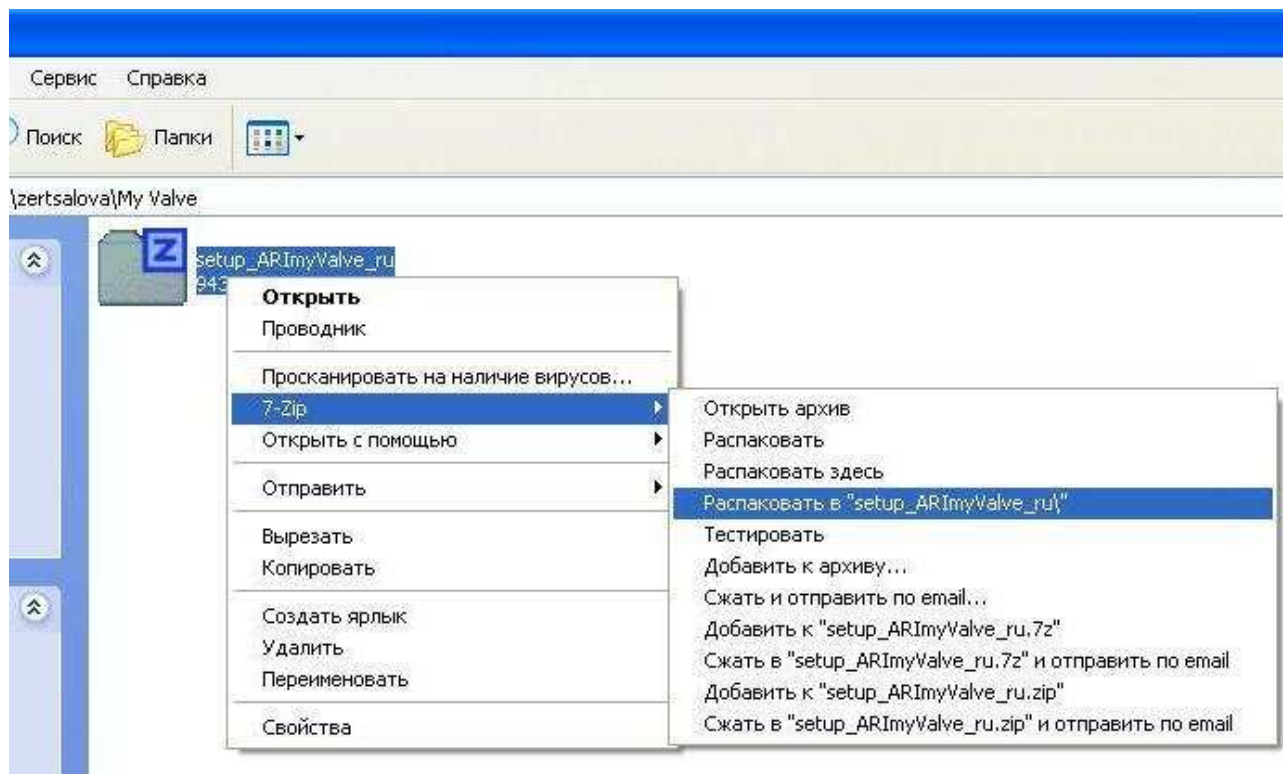 Сервис Справка
Поиск Папки
\zertsalova\My Valve
setup_ARImyValve_ru
943
Открыть
Проводник
Просканировать на наличие вирусов...
7-Zip
Открыть с помощью
Отправить
Вырезать
Копировать
Создать ярлык
Удалить
Переименовать
Свойства
Открыть архив
Распаковать
Распаковать здесь
Распаковать в "setup_ARImyValve_ru\"
Тестировать
Добавить к архиву...
Сжать и отправить по email...
Добавить к "setup_ARImyValve_ru.7z"
Сжать в "setup_ARImyValve_ru.7z" и отправить по email
Добавить к "setup_ARImyValve_ru.zip"
Сжать в "setup_ARImyValve_ru.zip" и отправить по email